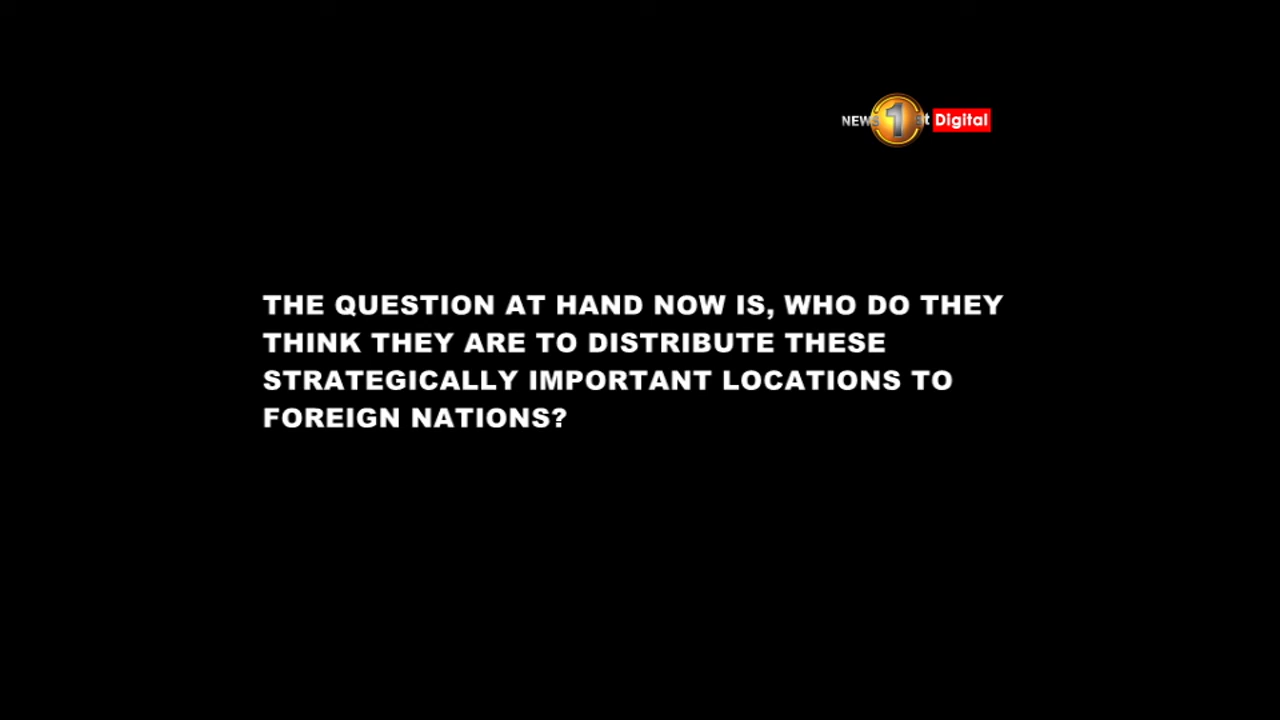 NEWS 1st Digital
THE QUESTION AT HAND NOW IS, WHO DO THEY
THINK THEY ARE TO DISTRIBUTE THESE
STRATEGICALLY IMPORTANT LOCATIONS TO
FOREIGN NATIONS?